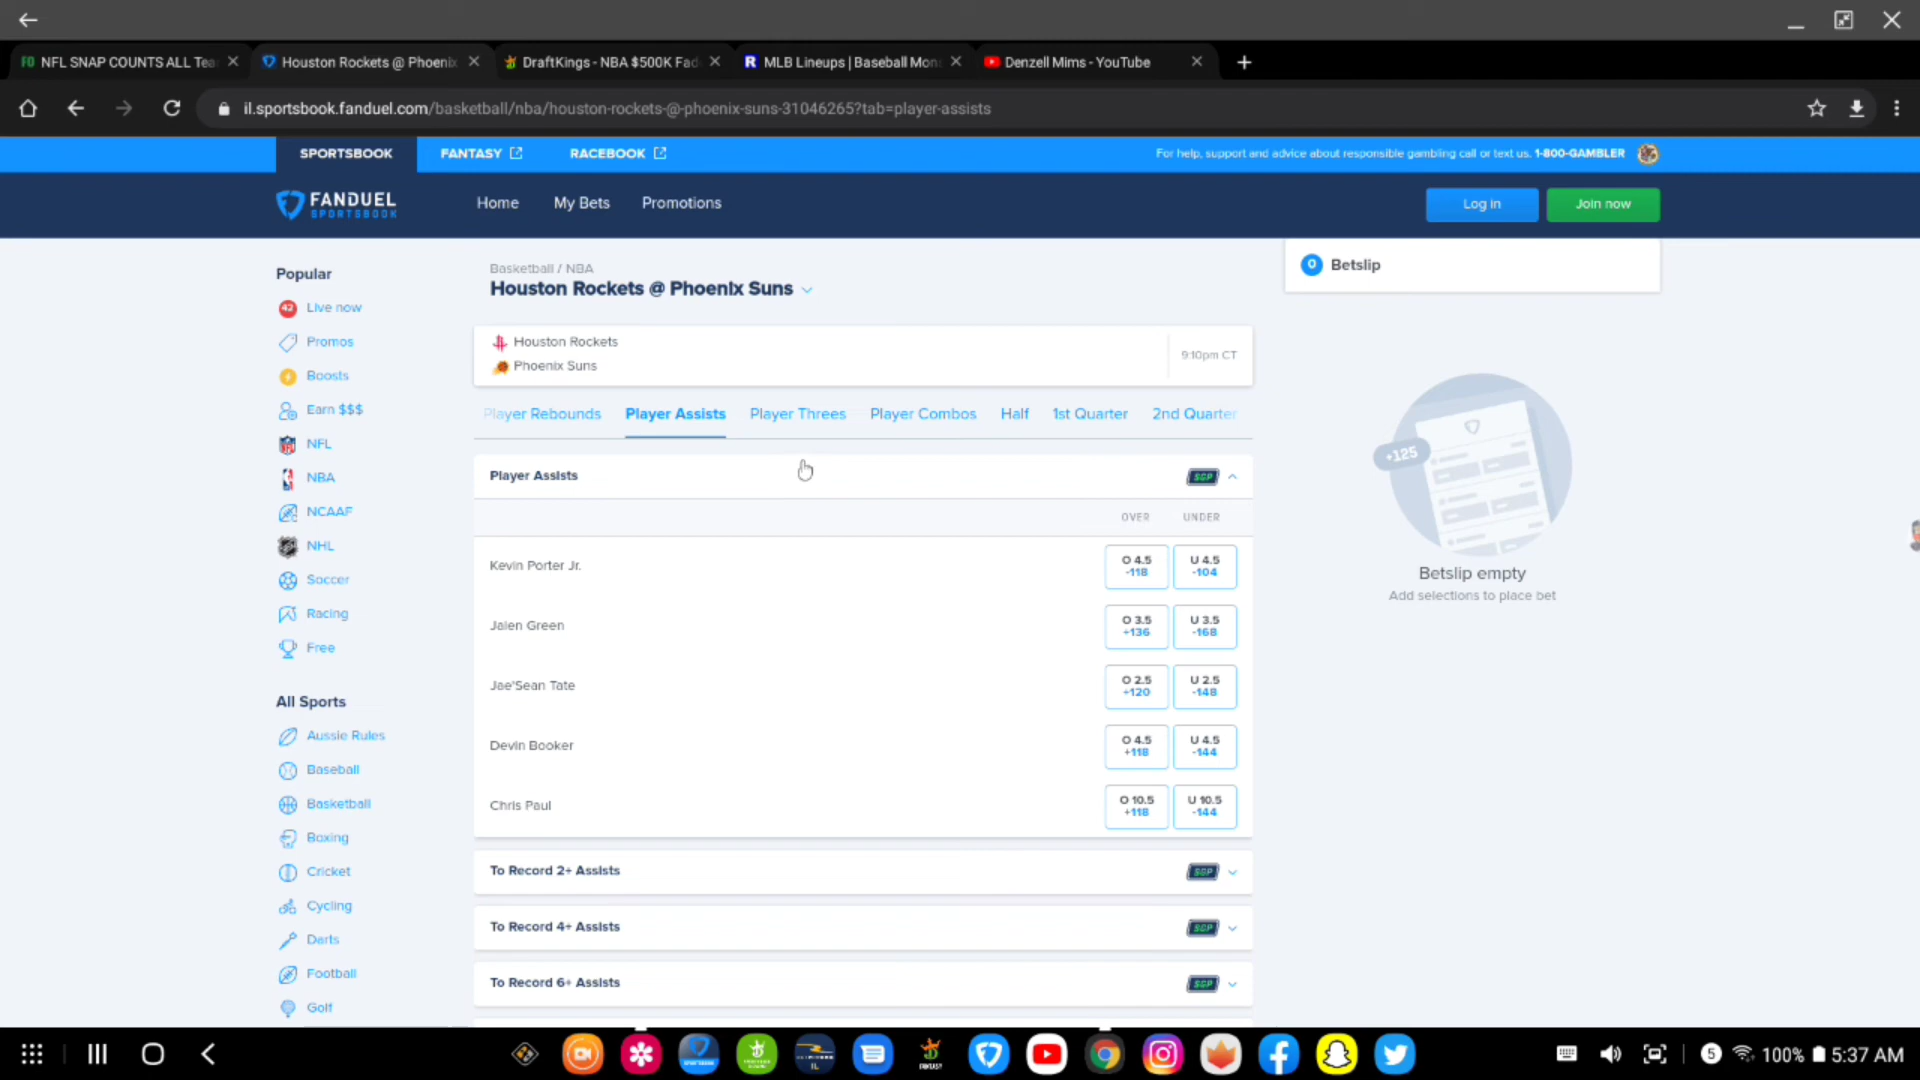 NFL SNAP COUNTS ALL Tea
Houston Rockets @ Phoenix
DraftKings - NBA $500K Fad
R MLB Lineups | Baseball Mon
Denzell Mims - YouTube
il.sportsbook.fanduel.com/basketball/nba/houston-rockets-@-phoenix-suns-31046265?tab=player-assists
SPORTSBOOK FANTASY RACEBOOK
For help, support and advice about responsible gambling call or text us. 1-800-GAMBLER
FANDUEL
SPORTSBOOK
Home My Bets Promotions
Log in Join now
Popular
42 Live now
Promos
Boosts
Earn $$$
NFL
NBA
NCAAF
NHL
Soccer
Racing
Free
All Sports
Aussie Rules
Baseball
Basketball
Boxing
Cricket
Cycling
Darts
Football
Golf
Basketball / NBA
Houston Rockets @ Phoenix Suns
Houston Rockets
Phoenix Suns
9:10pm CT
Player Rebounds Player Assists Player Threes Player Combos Half 1st Quarter 2nd Quarter
Player Assists SGP
OVER UNDER
Kevin Porter Jr. O 4.5 U 4.5
-118 -104
Jalen Green O 3.5 U 3.5
+136 -168
Jae'Sean Tate O 2.5 U 2.5
+120 -148
Devin Booker O 4.5 U 4.5
+118 -144
Chris Paul O 10.5 U 10.5
+118 -144
To Record 2+ Assists SGP
To Record 4+ Assists SGP
To Record 6+ Assists SGP
0 Betslip
+125
Betslip empty
Add selections to place bet
5 100% 5:37 AM